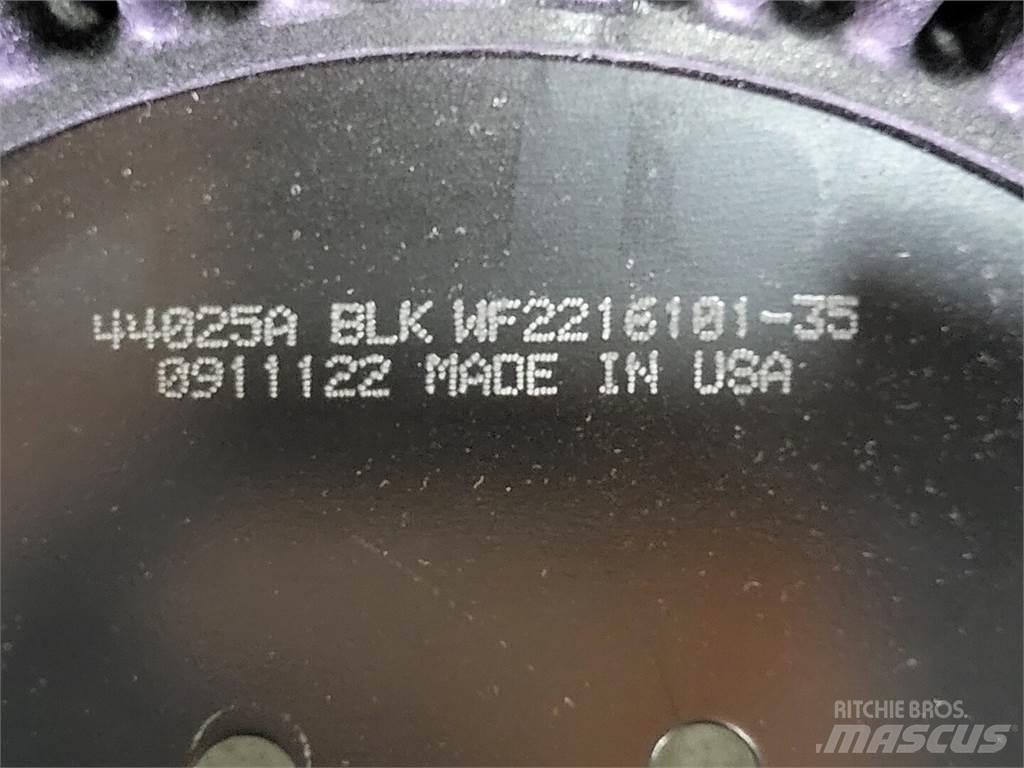 44025A BLK WF2216101-35
0911122 MADE IN USA
RITCHIE BROS.
MASCUS